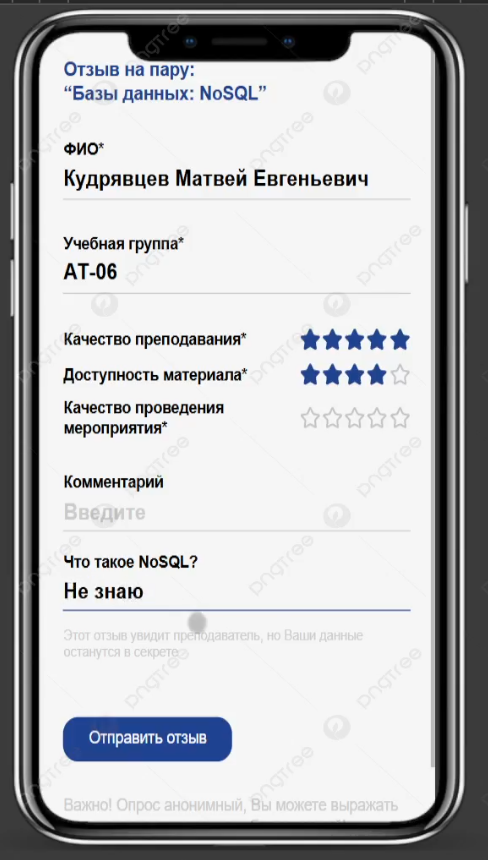 Отзыв на пару:
“Базы данных: NoSQL”
ФИО*
Кудрявцев Матвей Евгеньевич
Учебная группа*
АТ-06
Качество преподавания*
Доступность материала*
Качество проведения
мероприятия*
Комментарий
Введите
Что такое NoSQL?
Не знаю
Этот отзыв увидит преподаватель, но Ваши данные
останутся в секрете
Отправить отзыв
Важно! Опрос анонимный, Вы можете выражать